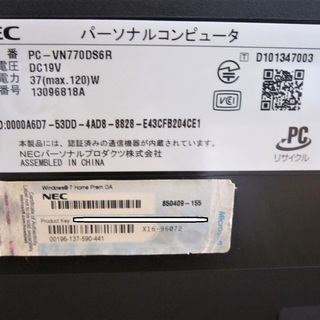 NEC パーソナルコンピュータ
番 PC-VN770DS6R
電圧 DC19V
電力 37(max.120)W
番号 13096818A
T D101347003
VCI
ID:0000A6D7-53DD-4AD8-8828-E43CFB204CE1
本製品には、認証済みの通信機器が内蔵されています。
NECパーソナルプロダクツ株式会社
ASSEMBLED IN CHINA
PC
リサイクル
Windows® 7 Home Prem OA
NEC 850409-155
Product Key
X16-96072
00196-137-590-441